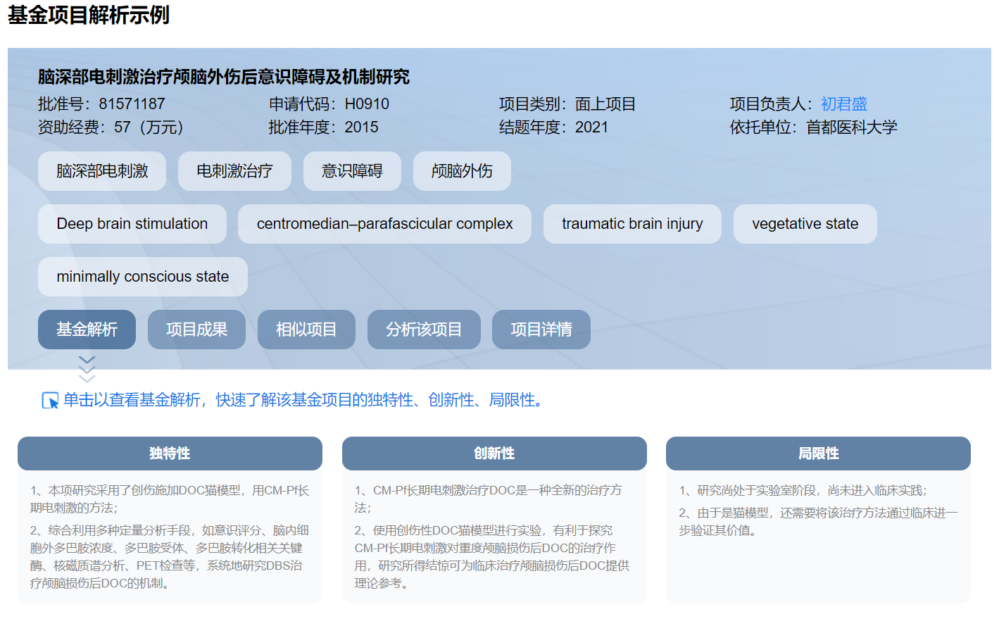 基金项目解析示例
脑深部电刺激治疗颅脑外伤后意识障碍及机制研究
批准号：81571187 申请代码：H0910 项目类别：面上项目 项目负责人：初君盛
资助经费：57（万元） 批准年度：2015 结题年度：2021 依托单位：首都医科大学
脑深部电刺激 电刺激治疗 意识障碍 颅脑外伤
Deep brain stimulation centromedian–parafascicular complex traumatic brain injury vegetative state
minimally conscious state
基金解析 项目成果 相似项目 分析该项目 项目详情
单击以查看基金解析，快速了解该基金项目的独特性、创新性、局限性。
独特性
1、本项研究采用了创伤施加DOC猫模型，用CM-Pf长
期电刺激的方法；
2、综合利用多种定量分析手段，如意识评分、脑内细
胞外多巴胺浓度、多巴胺受体、多巴胺转化相关关键
酶、核磁质谱分析、PET检查等，系统地研究DBS治
疗颅脑损伤后DOC的机制。
创新性
1、CM-Pf长期电刺激治疗DOC是一种全新的治疗方
法；
2、使用创伤性DOC猫模型进行实验，有利于探究
CM-Pf长期电刺激对重度颅脑损伤后DOC的治疗作
用，研究所得结惊可为临床治疗颅脑损伤后DOC提供
理论参考。
局限性
1、研究尚处于实验室阶段，尚未进入临床实践；
2、由于是猫模型，还需要将该治疗方法通过临床进一
步验证其价值。